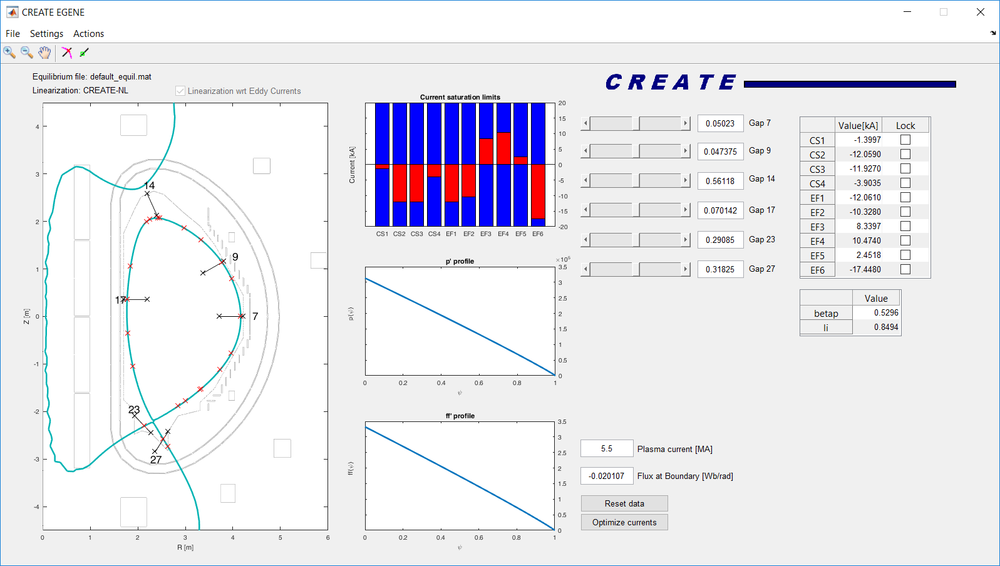 CREATE EGENE
File Settings Actions
Equilibrium file: default_equil.mat
Linearization: CREATE-NL
Linearization wrt Eddy Currents
CREATE
4
3
2
1
0
-1
-2
-3
-4
Z [m]
0 1 2 3 4 5 6
R [m]
14
9
17
7
23
27
Current saturation limits
Current [kA]
20
15
10
5
0
-5
-10
-15
-20
CS1 CS2 CS3 CS4 EF1 EF2 EF3 EF4 EF5 EF6
p' profile
×10⁵
p'(ψ)
3.5
3
2.5
2
1.5
1
0.5
0
0 0.2 0.4 0.6 0.8 1
ψ
ff' profile
ff'(ψ)
3.5
3
2.5
2
1.5
1
0.5
0
0 0.2 0.4 0.6 0.8 1
ψ
0.05023 Gap 7
0.047375 Gap 9
0.56118 Gap 14
0.070142 Gap 17
0.29085 Gap 23
0.31825 Gap 27
Value[kA] Lock
CS1 -1.3997
CS2 -12.0590
CS3 -11.9270
CS4 -3.9035
EF1 -12.0610
EF2 -10.3280
EF3 8.3397
EF4 10.4740
EF5 2.4518
EF6 -17.4480
Value
betap 0.5296
li 0.8494
5.5 Plasma current [MA]
-0.020107 Flux at Boundary [Wb/rad]
Reset data
Optimize currents